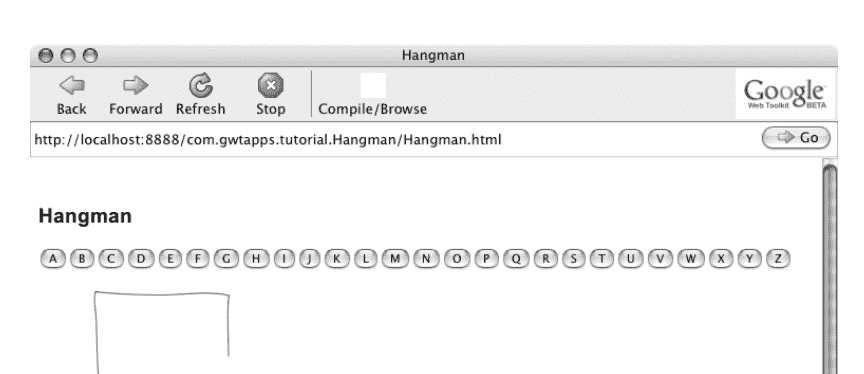 Hangman
Back Forward Refresh Stop Compile/Browse
Google
Web Toolkit BETA
http://localhost:8888/com.gwtapps.tutorial.Hangman/Hangman.html
Go
Hangman
A B C D E F G H I J K L M N O P Q R S T U V W X Y Z